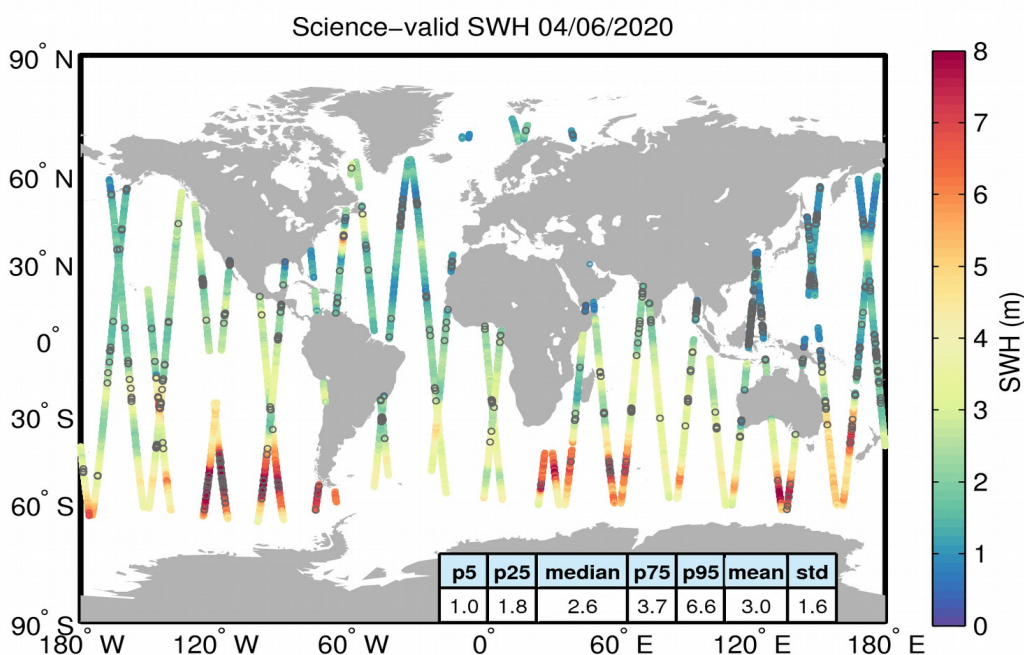 Science−valid SWH 04/06/2020
90° N
60° N
30° N
0°
30° S
60° S
90° S
180° W 120° W 60° W 0° 60° E 120° E 180° E
p5 p25 median p75 p95 mean std
1.0 1.8 2.6 3.7 6.6 3.0 1.6
8
7
6
5
4
3
2
1
0
SWH (m)